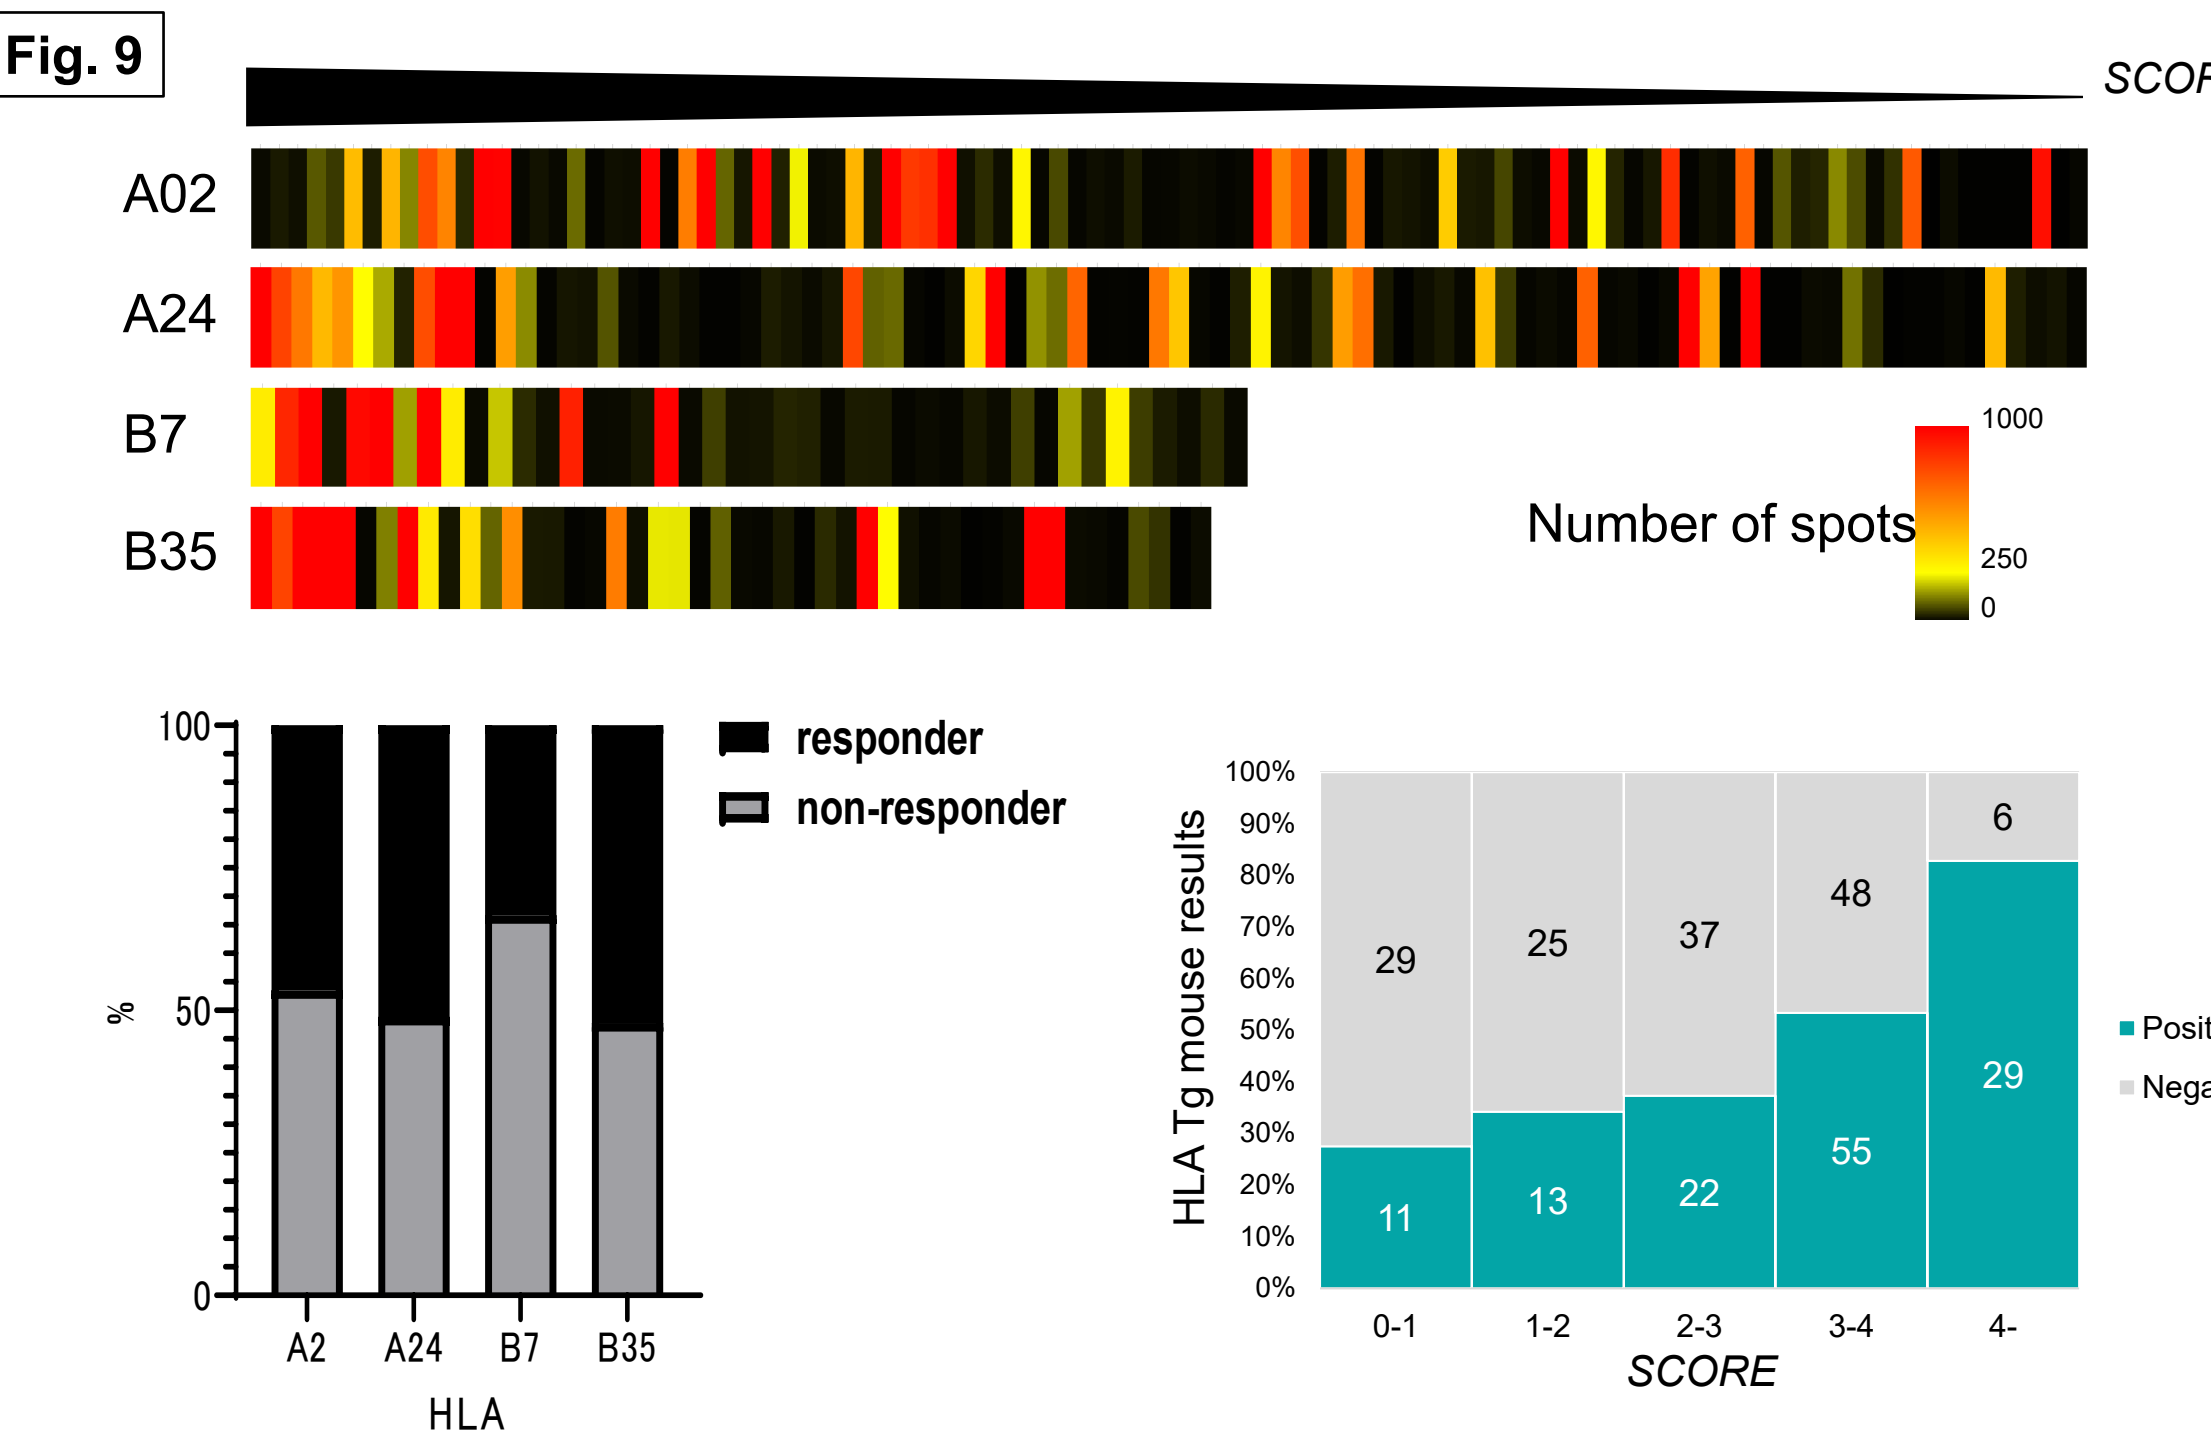 Fig. 9
SCOR
A02
A24
B7
B35
Number of spots
1000
250
0
100
50
0
%
A2 A24 B7 B35
HLA
responder
non-responder
HLA Tg mouse results
100%
90%
80%
70%
60%
50%
40%
30%
20%
10%
0%
29 25 37 48 6
11 13 22 55 29
0-1 1-2 2-3 3-4 4-
SCORE
Posit
Nega